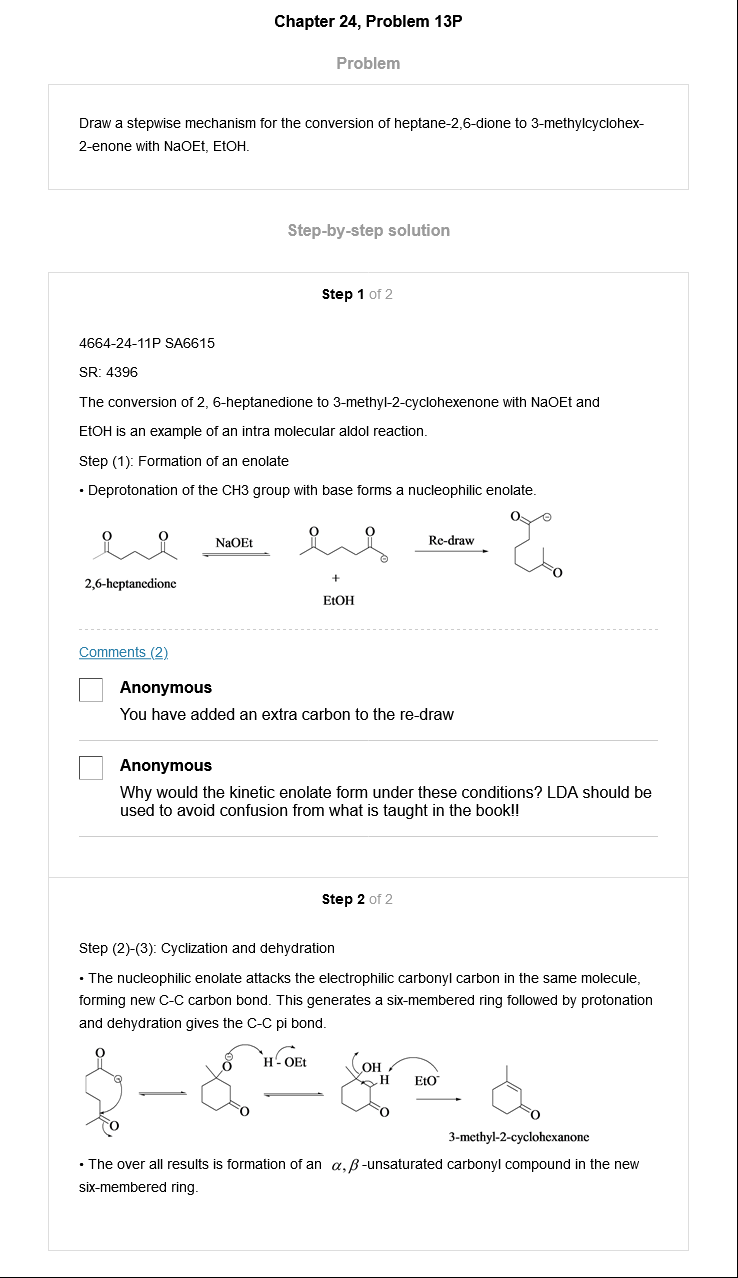 Chapter 24, Problem 13P
Problem
Draw a stepwise mechanism for the conversion of heptane-2,6-dione to 3-methylcyclohex-
2-enone with NaOEt, EtOH.
Step-by-step solution
Step 1 of 2
4664-24-11P SA6615
SR: 4396
The conversion of 2, 6-heptanedione to 3-methyl-2-cyclohexenone with NaOEt and
EtOH is an example of an intra molecular aldol reaction.
Step (1): Formation of an enolate
• Deprotonation of the CH3 group with base forms a nucleophilic enolate.
O O NaOEt O O Re-draw O O
2,6-heptanedione
+
EtOH
Comments (2)
Anonymous
You have added an extra carbon to the re-draw
Anonymous
Why would the kinetic enolate form under these conditions? LDA should be
used to avoid confusion from what is taught in the book!!
Step 2 of 2
Step (2)-(3): Cyclization and dehydration
• The nucleophilic enolate attacks the electrophilic carbonyl carbon in the same molecule,
forming new C-C carbon bond. This generates a six-membered ring followed by protonation
and dehydration gives the C-C pi bond.
O O O H - OEt O OH H O EtO⁻ O
3-methyl-2-cyclohexanone
• The over all results is formation of an α, β -unsaturated carbonyl compound in the new
six-membered ring.